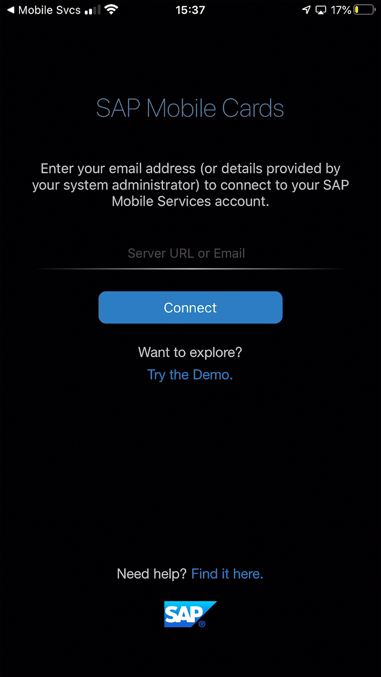 Mobile Svcs 15:37 17%
SAP Mobile Cards
Enter your email address (or details provided by
your system administrator) to connect to your SAP
Mobile Services account.
Server URL or Email
Connect
Want to explore?
Try the Demo.
Need help? Find it here.
SAP®